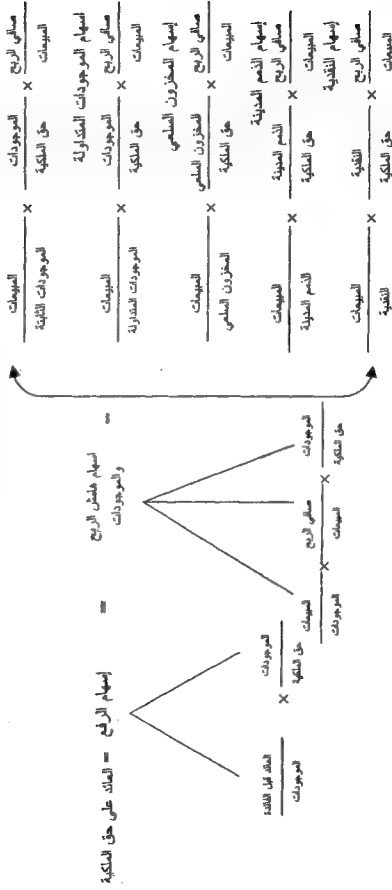 العائد على حق الملكية = إسهام الرفع = اسهام هامش الربح والموجودات =
العائد قبل الفائدة / الموجودات × الموجودات / حق الملكية
المبيعات / الموجودات × صافي الربح / المبيعات × الموجودات / حق الملكية
المبيعات / الموجودات الثابتة × الموجودات / حق الملكية × صافي الربح / المبيعات
إسهام الموجودات المتداولة
المبيعات / الموجودات المتداولة × الموجودات / حق الملكية × صافي الربح / المبيعات
إسهام المخزون السلعي
المبيعات / المخزون السلعي × المخزون السلعي / حق الملكية × صافي الربح / المبيعات
إسهام الذمم المدينة
المبيعات / الذمم المدينة × الذمم المدينة / حق الملكية × صافي الربح / المبيعات
إسهام النقدية
المبيعات / النقدية × النقدية / حق الملكية × صافي الربح / المبيعات